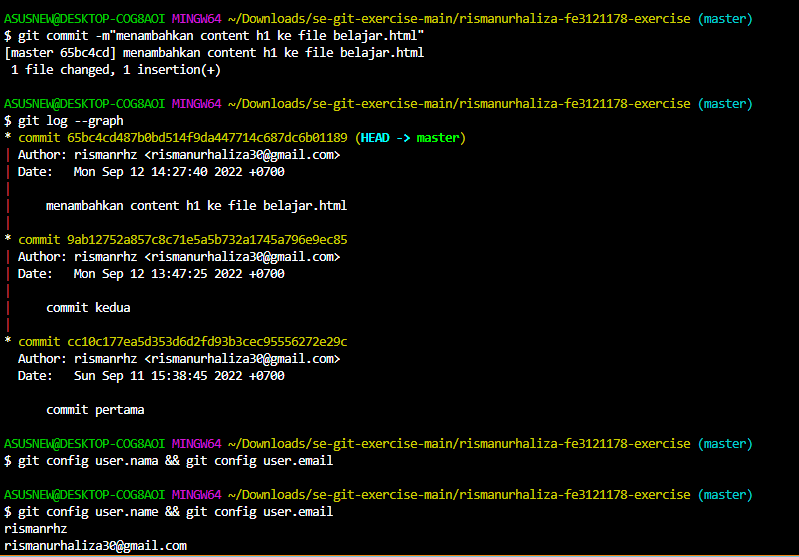 ASUSNEW@DESKTOP-COG8AOI MINGW64 ~/Downloads/se-git-exercise-main/rismanurhaliza-fe3121178-exercise (master)
$ git commit -m"menambahkan content h1 ke file belajar.html"
[master 65bc4cd] menambahkan content h1 ke file belajar.html
 1 file changed, 1 insertion(+)

ASUSNEW@DESKTOP-COG8AOI MINGW64 ~/Downloads/se-git-exercise-main/rismanurhaliza-fe3121178-exercise (master)
$ git log --graph
* commit 65bc4cd487b0bd514f9da447714c687dc6b01189 (HEAD -> master)
| Author: rismanrhz <rismanurhaliza30@gmail.com>
| Date:   Mon Sep 12 14:27:40 2022 +0700
|
|     menambahkan content h1 ke file belajar.html
|
* commit 9ab12752a857c8c71e5a5b732a1745a796e9ec85
| Author: rismanrhz <rismanurhaliza30@gmail.com>
| Date:   Mon Sep 12 13:47:25 2022 +0700
|
|     commit kedua
|
* commit cc10c177ea5d353d6d2fd93b3cec95556272e29c
  Author: rismanrhz <rismanurhaliza30@gmail.com>
  Date:   Sun Sep 11 15:38:45 2022 +0700

      commit pertama

ASUSNEW@DESKTOP-COG8AOI MINGW64 ~/Downloads/se-git-exercise-main/rismanurhaliza-fe3121178-exercise (master)
$ git config user.nama && git config user.email

ASUSNEW@DESKTOP-COG8AOI MINGW64 ~/Downloads/se-git-exercise-main/rismanurhaliza-fe3121178-exercise (master)
$ git config user.name && git config user.email
rismanrhz
rismanurhaliza30@gmail.com